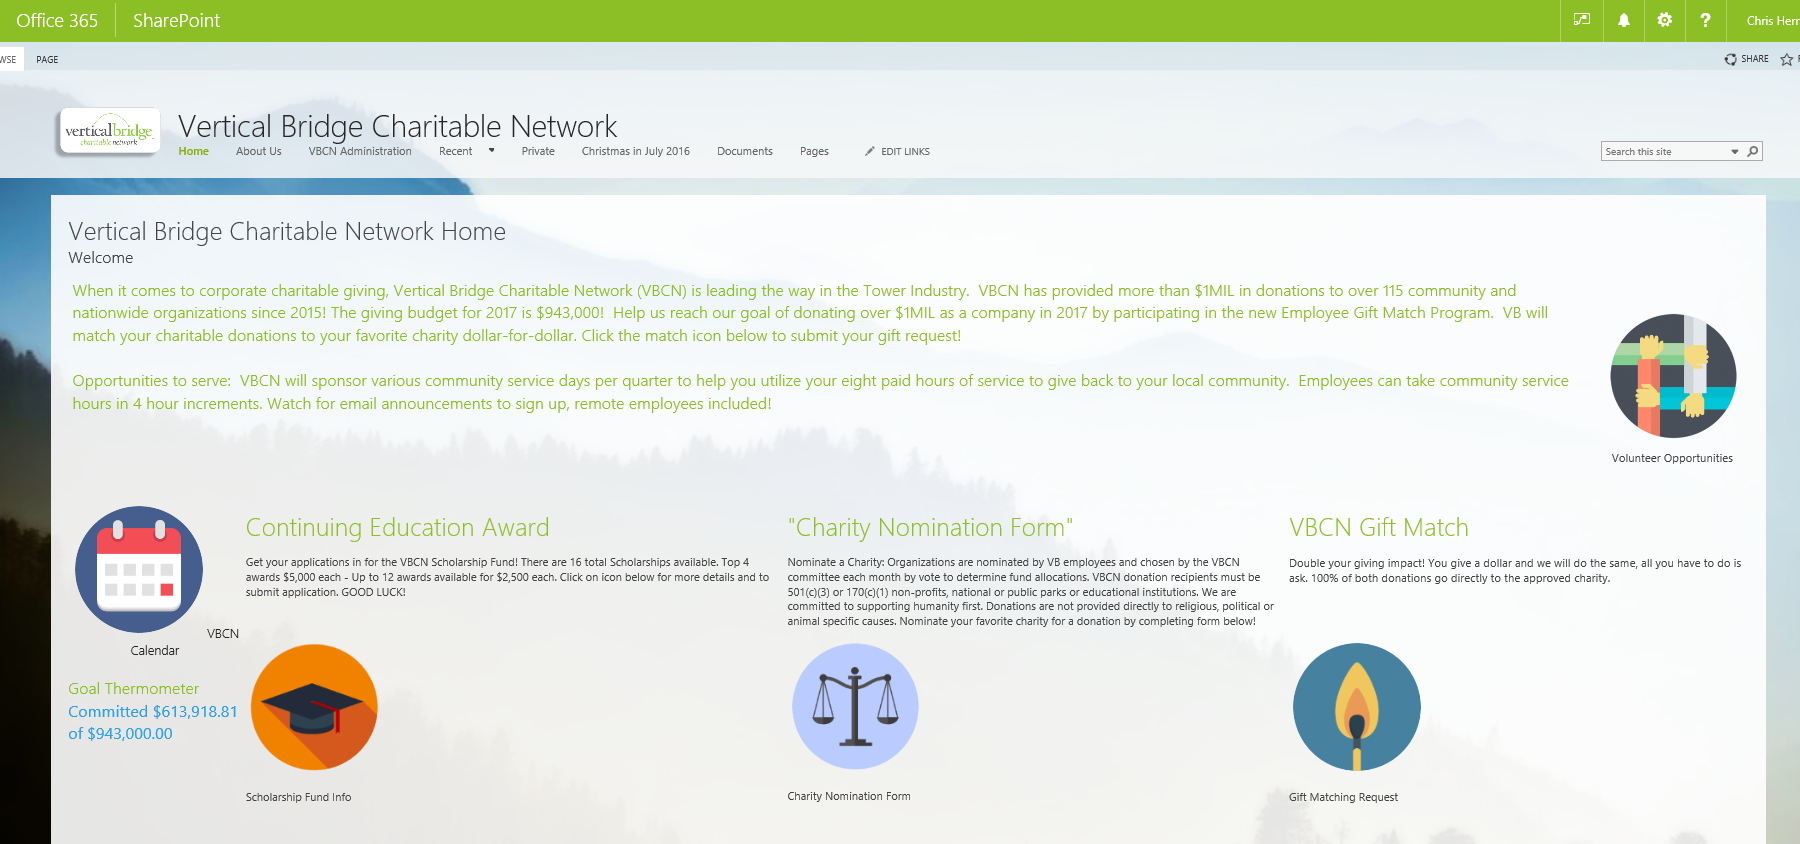 Office 365 SharePoint Chris Herr
WSE PAGE SHARE
verticalbridge
charitable network
Vertical Bridge Charitable Network
Home About Us VBCN Administration Recent Private Christmas in July 2016 Documents Pages EDIT LINKS
Search this site
Vertical Bridge Charitable Network Home
Welcome
When it comes to corporate charitable giving, Vertical Bridge Charitable Network (VBCN) is leading the way in the Tower Industry. VBCN has provided more than $1MIL in donations to over 115 community and
nationwide organizations since 2015! The giving budget for 2017 is $943,000! Help us reach our goal of donating over $1MIL as a company in 2017 by participating in the new Employee Gift Match Program. VB will
match your charitable donations to your favorite charity dollar-for-dollar. Click the match icon below to submit your gift request!
Opportunities to serve: VBCN will sponsor various community service days per quarter to help you utilize your eight paid hours of service to give back to your local community. Employees can take community service
hours in 4 hour increments. Watch for email announcements to sign up, remote employees included!
Volunteer Opportunities
VBCN
Calendar
Goal Thermometer
Committed $613,918.81
of $943,000.00
Continuing Education Award
Get your applications in for the VBCN Scholarship Fund! There are 16 total Scholarships available. Top 4
awards $5,000 each - Up to 12 awards available for $2,500 each. Click on icon below for more details and to
submit application. GOOD LUCK!
Scholarship Fund Info
"Charity Nomination Form"
Nominate a Charity: Organizations are nominated by VB employees and chosen by the VBCN
committee each month by vote to determine fund allocations. VBCN donation recipients must be
501(c)(3) or 170(c)(1) non-profits, national or public parks or educational institutions. We are
committed to supporting humanity first. Donations are not provided directly to religious, political or
animal specific causes. Nominate your favorite charity for a donation by completing form below!
Charity Nomination Form
VBCN Gift Match
Double your giving impact! You give a dollar and we will do the same, all you have to do is
ask. 100% of both donations go directly to the approved charity.
Gift Matching Request